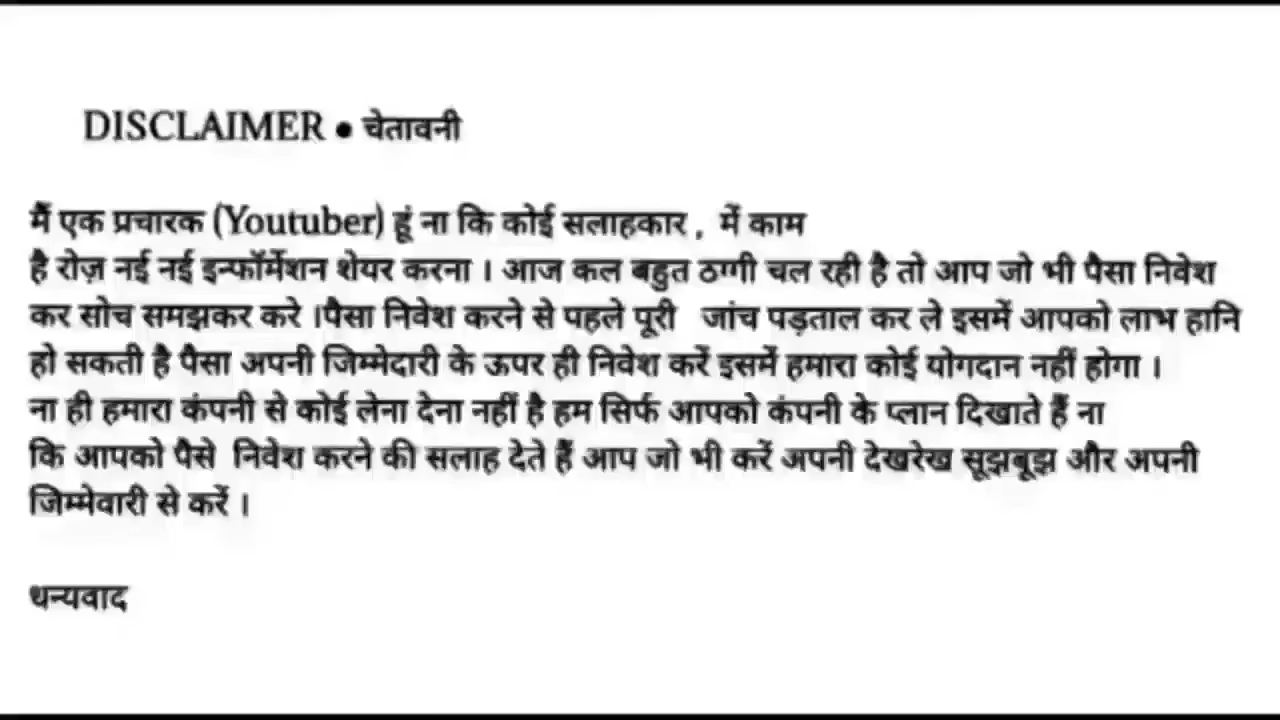 DISCLAIMER • चेतावनी
मैं एक प्रचारक (Youtuber) हूं ना कि कोई सलाहकार , में काम
है रोज़ नई नई इन्फॉर्मेशन शेयर करना । आज कल बहुत ठग्गी चल रही है तो आप जो भी पैसा निवेश
कर सोच समझकर करे ।पैसा निवेश करने से पहले पूरी जांच पड़ताल कर ले इसमें आपको लाभ हानि
हो सकती है पैसा अपनी जिम्मेदारी के ऊपर ही निवेश करें इसमें हमारा कोई योगदान नहीं होगा ।
ना ही हमारा कंपनी से कोई लेना देना नहीं है हम सिर्फ आपको कंपनी के प्लान दिखाते हैं ना
कि आपको पैसे निवेश करने की सलाह देते हैं आप जो भी करें अपनी देखरेख सूझबूझ और अपनी
जिम्मेवारी से करें ।
धन्यवाद